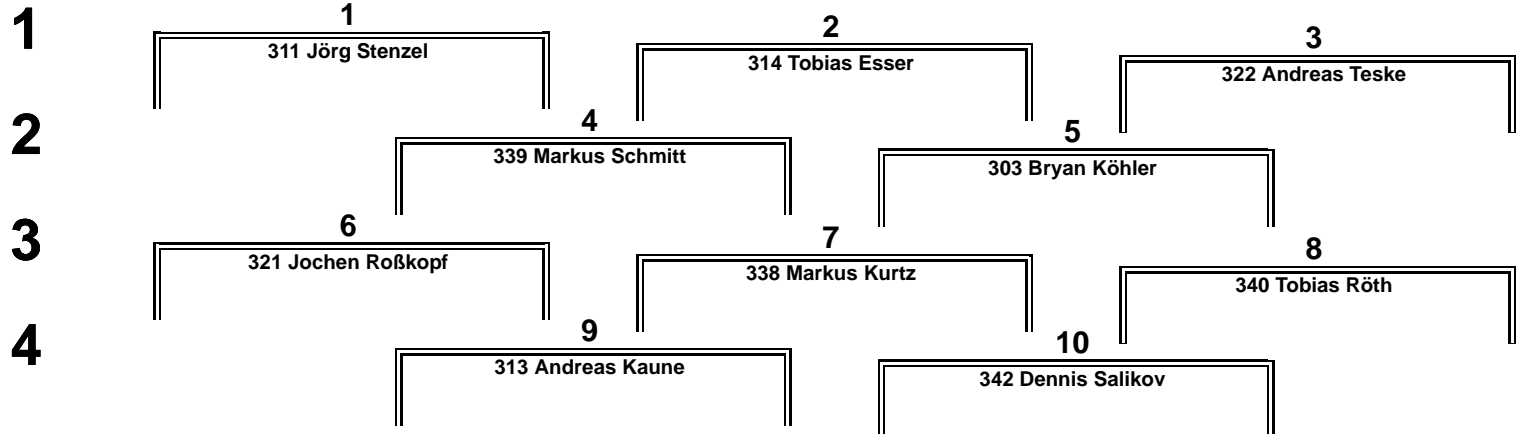 1
1
311 Jörg Stenzel
2
314 Tobias Esser
3
322 Andreas Teske
2
4
339 Markus Schmitt
5
303 Bryan Köhler
3
6
321 Jochen Roßkopf
7
338 Markus Kurtz
8
340 Tobias Röth
4
9
313 Andreas Kaune
10
342 Dennis Salikov